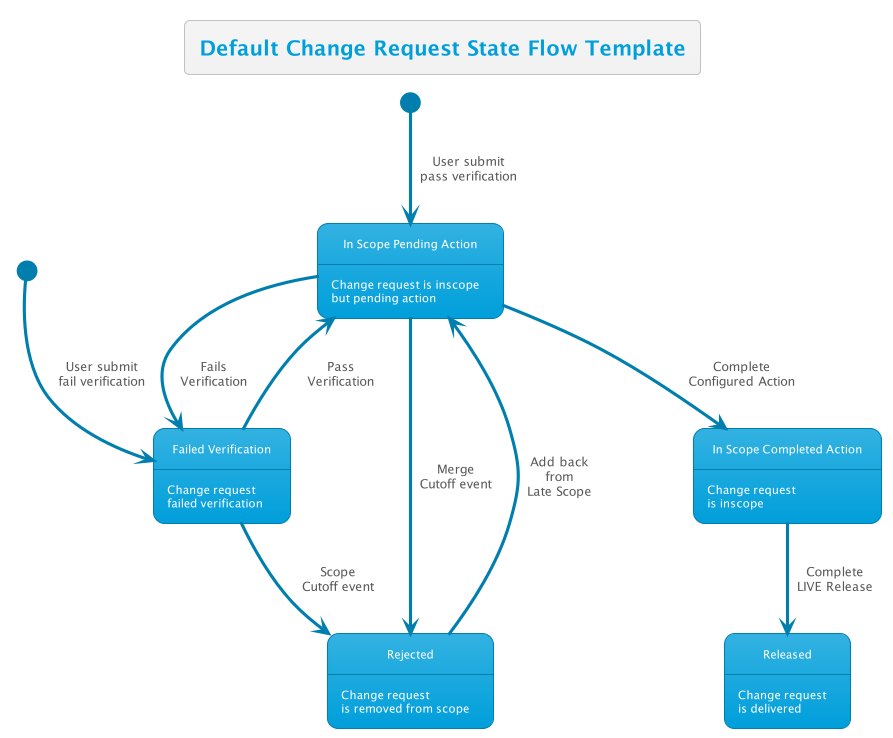 Default Change Request State Flow Template
User submit
pass verification
In Scope Pending Action
Change request is inscope
but pending action
User submit
fail verification
Fails
Verification
Pass
Verification
Complete
Configured Action
Failed Verification
Change request
failed verification
Merge
Cutoff event
Add back
from
Late Scope
In Scope Completed Action
Change request
is inscope
Scope
Cutoff event
Complete
LIVE Release
Rejected
Change request
is removed from scope
Released
Change request
is delivered